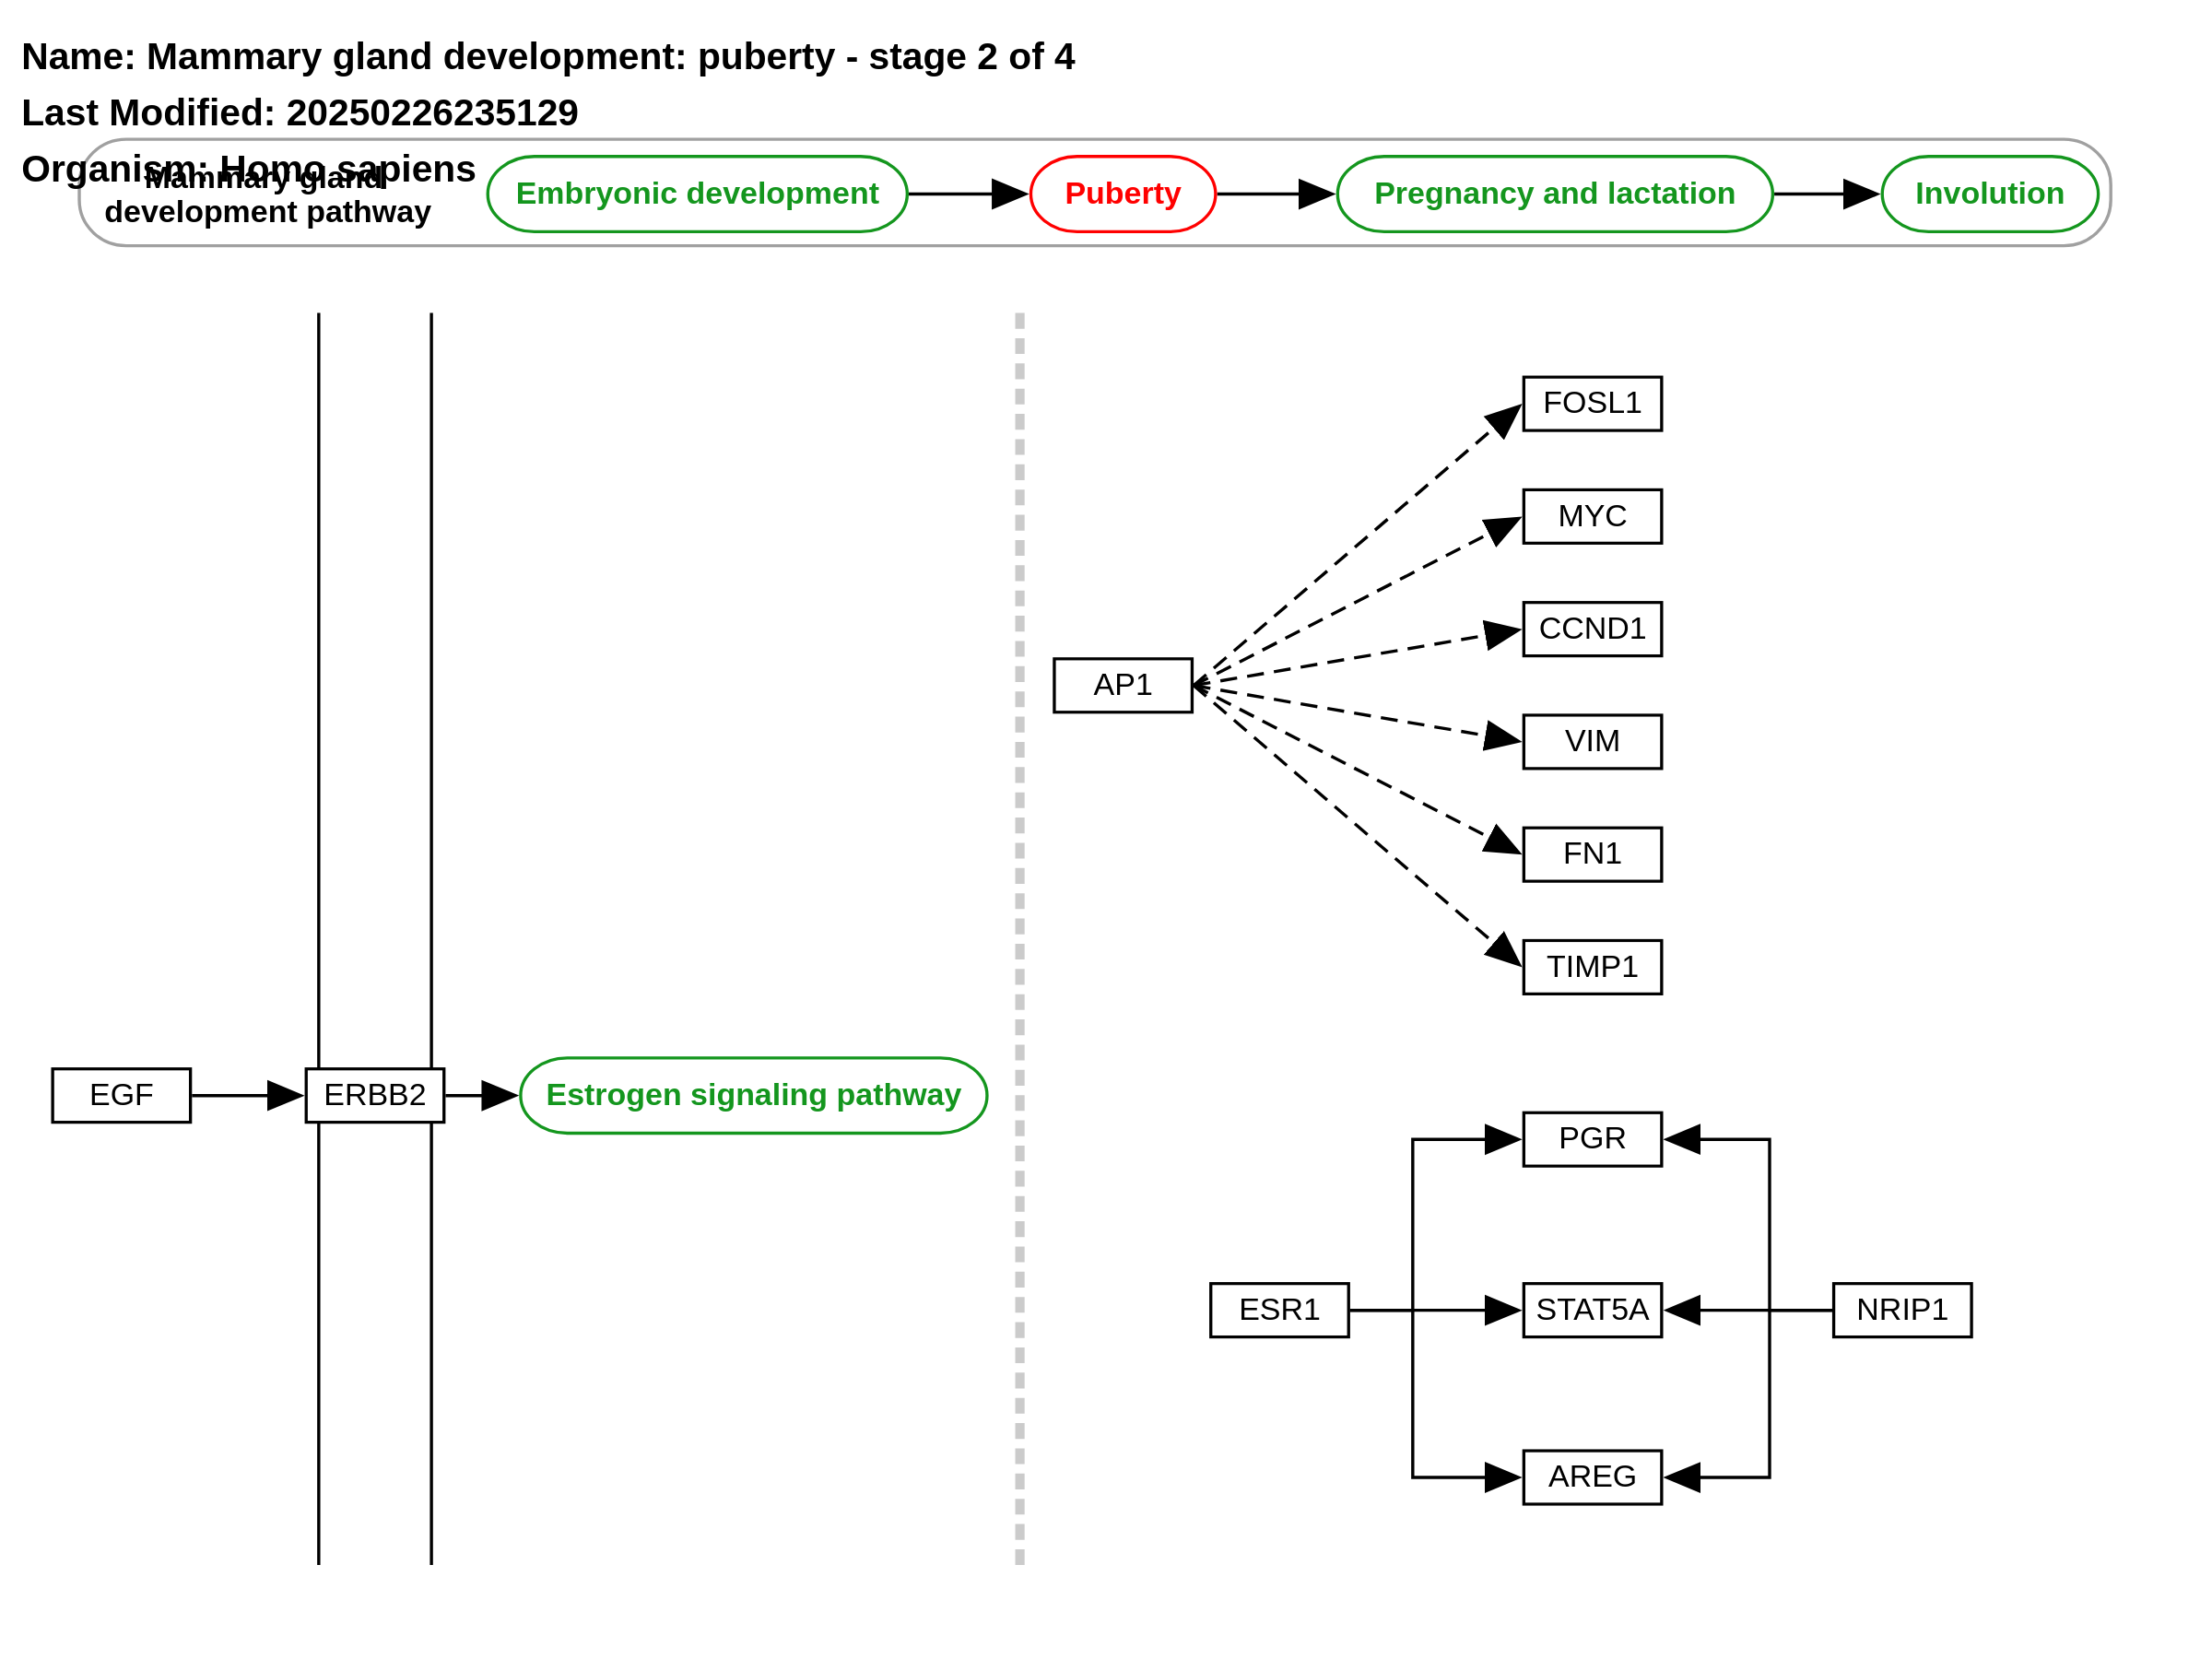 Name: Mammary gland development: puberty - stage 2 of 4
Last Modified: 20250226235129
Organism: Homo sapiens
Mammary gland
development pathway
Embryonic development
Puberty
Pregnancy and lactation
Involution
FOSL1
MYC
CCND1
AP1
VIM
FN1
TIMP1
EGF
ERBB2
Estrogen signaling pathway
PGR
ESR1
STAT5A
NRIP1
AREG